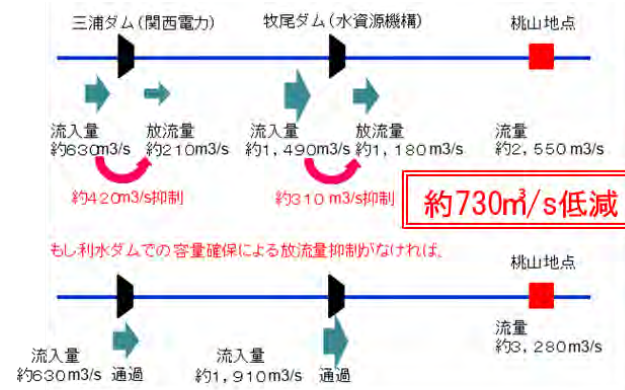 三浦ダム(関西電力)
牧尾ダム(水資源機構)
桃山地点
流入量
約630m3/s
放流量
約210m3/s
流入量
約1,490m3/s
放流量
約1,180m3/s
流量
約2,550m3/s
約420m3/s抑制
約310m3/s抑制
約730㎥/s低減
もし利水ダムでの容量確保による放流量抑制がなければ、
桃山地点
流入量
約630m3/s 通過
流入量
約1,910m3/s 通過
流量
約3,280m3/s